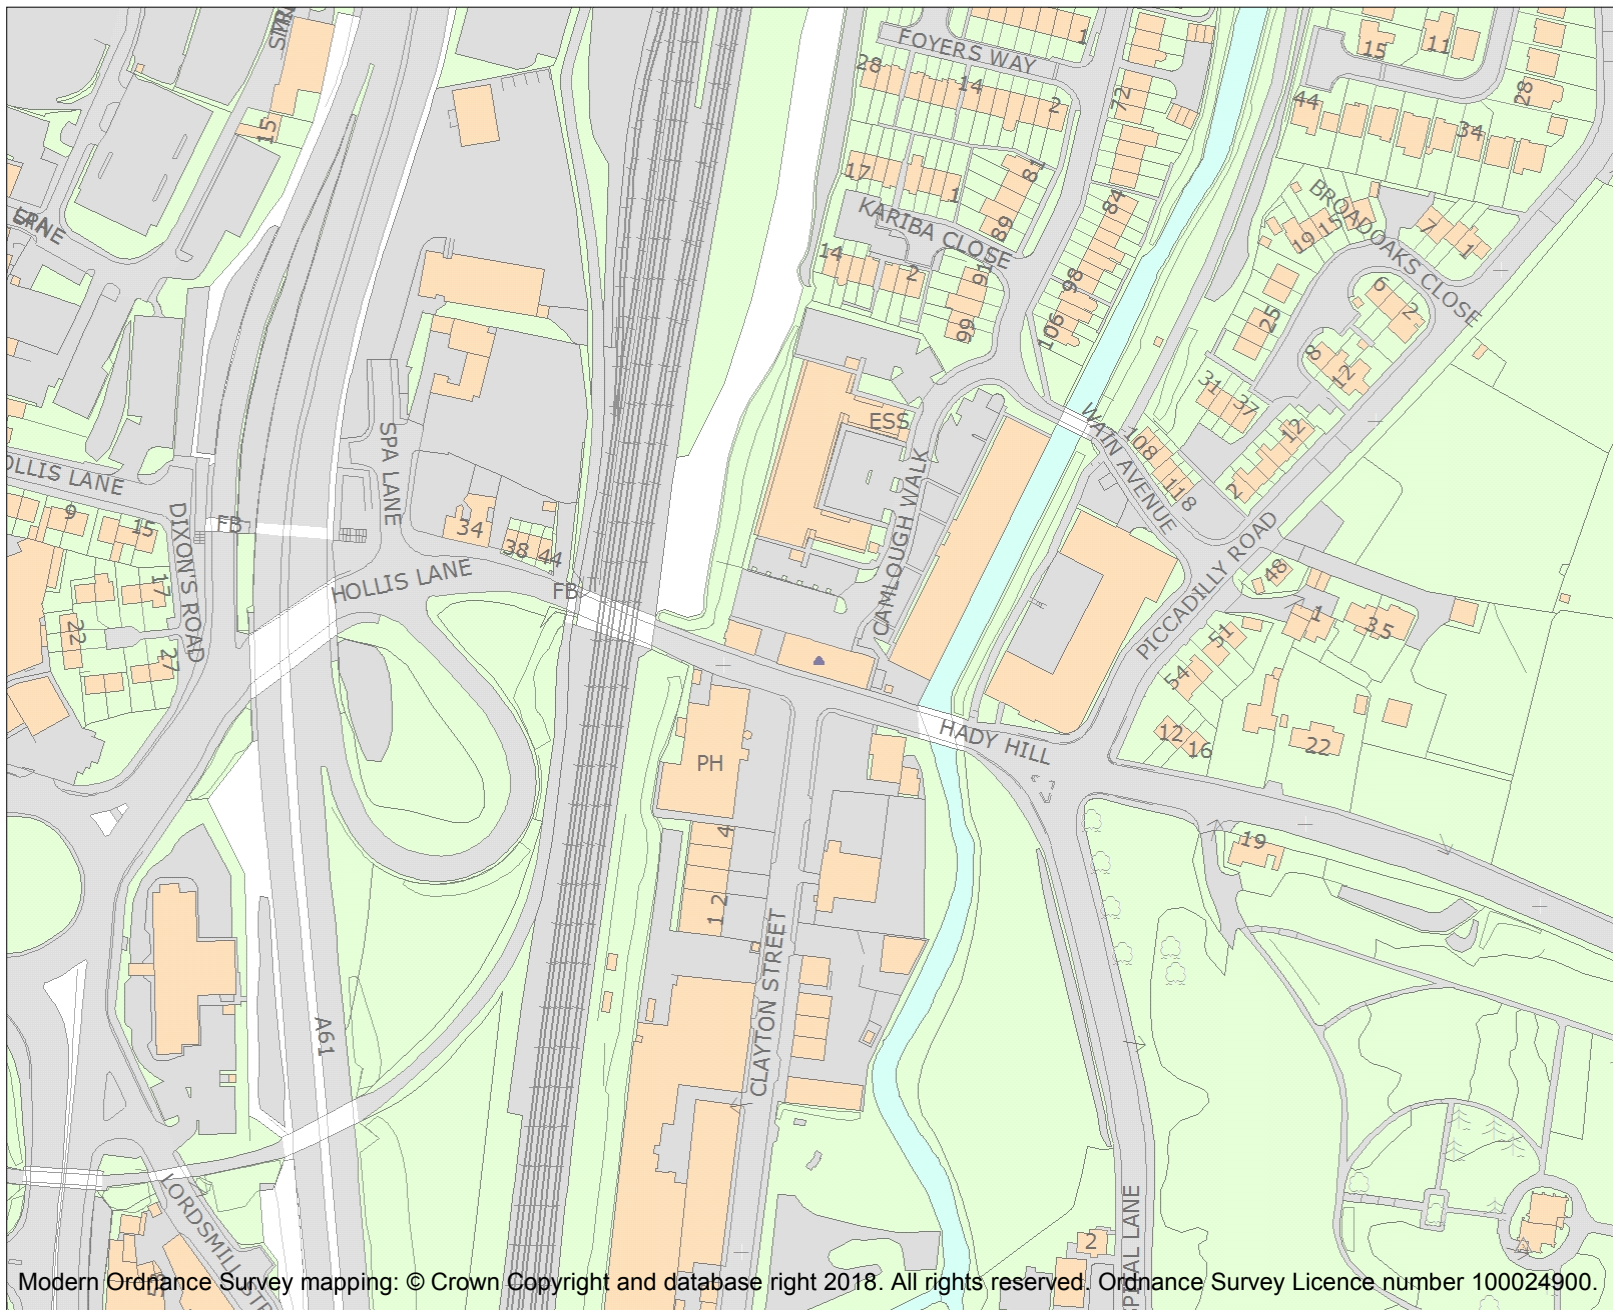 FOYERS WAY
1
15
11
28
28
14
2
72
44
34
15
17
1
81
89
84
BROADOAKS CLOSE
19
15
7
1
KARIBA CLOSE
14
2
91
99
98
106
6
2
25
8
12
31
37
ESS
WAIN AVENUE
108
118
12
2
SPA LANE
HOLLIS LANE
9
15
DIXON'S ROAD
FB
34
38
44
CAMLOUGH WALK
PICCADILLY ROAD
48
17
22
27
HOLLIS LANE
FB
1
35
51
54
12
16
22
HADY HILL
PH
4
12
19
CLAYTON STREET
A61
LORDSMILL STR
2
SPITAL LANE
Modern Ordnance Survey mapping: © Crown Copyright and database right 2018. All rights reserved. Ordnance Survey Licence number 100024900.